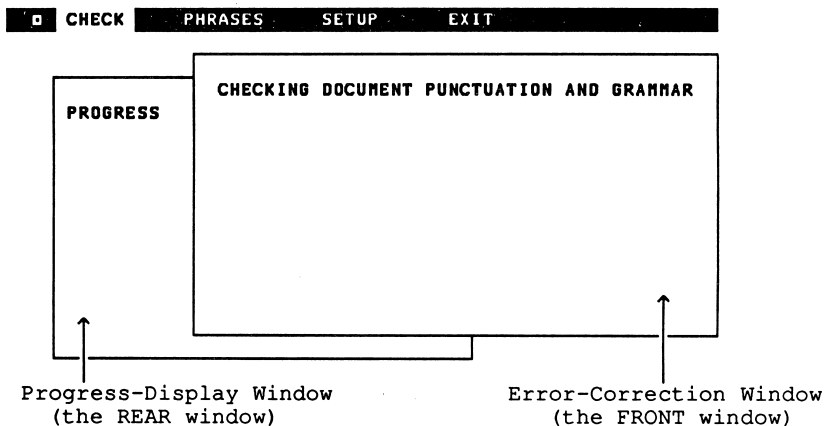 CHECK PHRASES SETUP EXIT
CHECKING DOCUMENT PUNCTUATION AND GRAMMAR
PROGRESS
Progress-Display Window
(the REAR window)
Error-Correction Window
(the FRONT window)